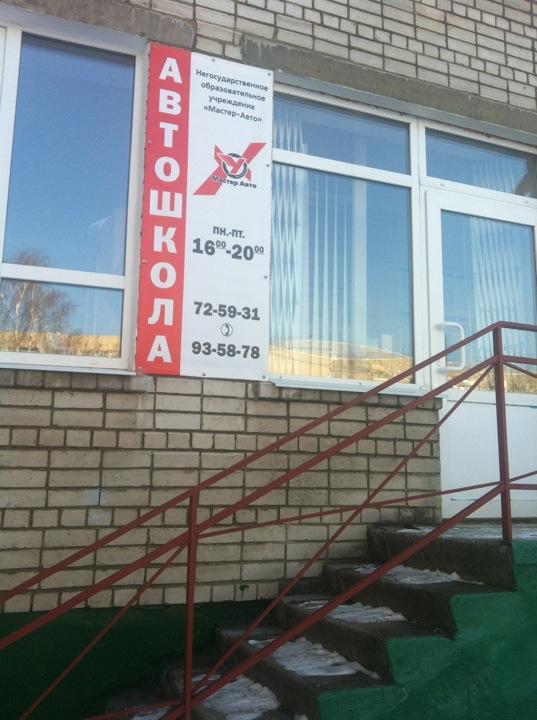 АВТОШКОЛА
Негосударственное
образовательное
учреждение
«Мастер-Авто»
Мастер Авто
ПН.-ПТ.
16⁰⁰-20⁰⁰
72-59-31
93-58-78